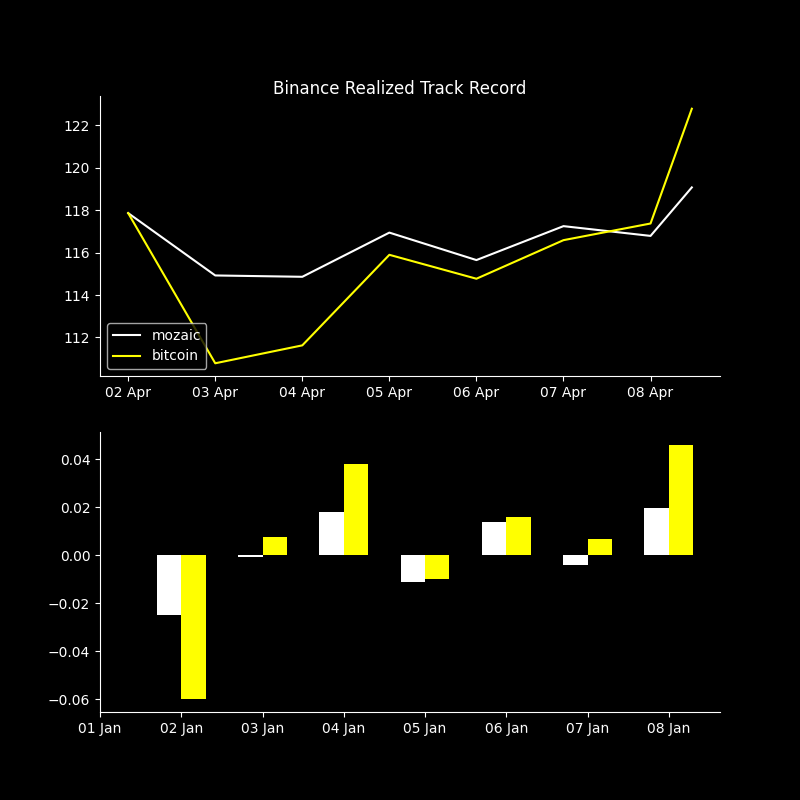 Binance Realized Track Record
122
120
118
116
114
112
mozaic
bitcoin
02 Apr 03 Apr 04 Apr 05 Apr 06 Apr 07 Apr 08 Apr
0.04
0.02
0.00
−0.02
−0.04
−0.06
01 Jan 02 Jan 03 Jan 04 Jan 05 Jan 06 Jan 07 Jan 08 Jan